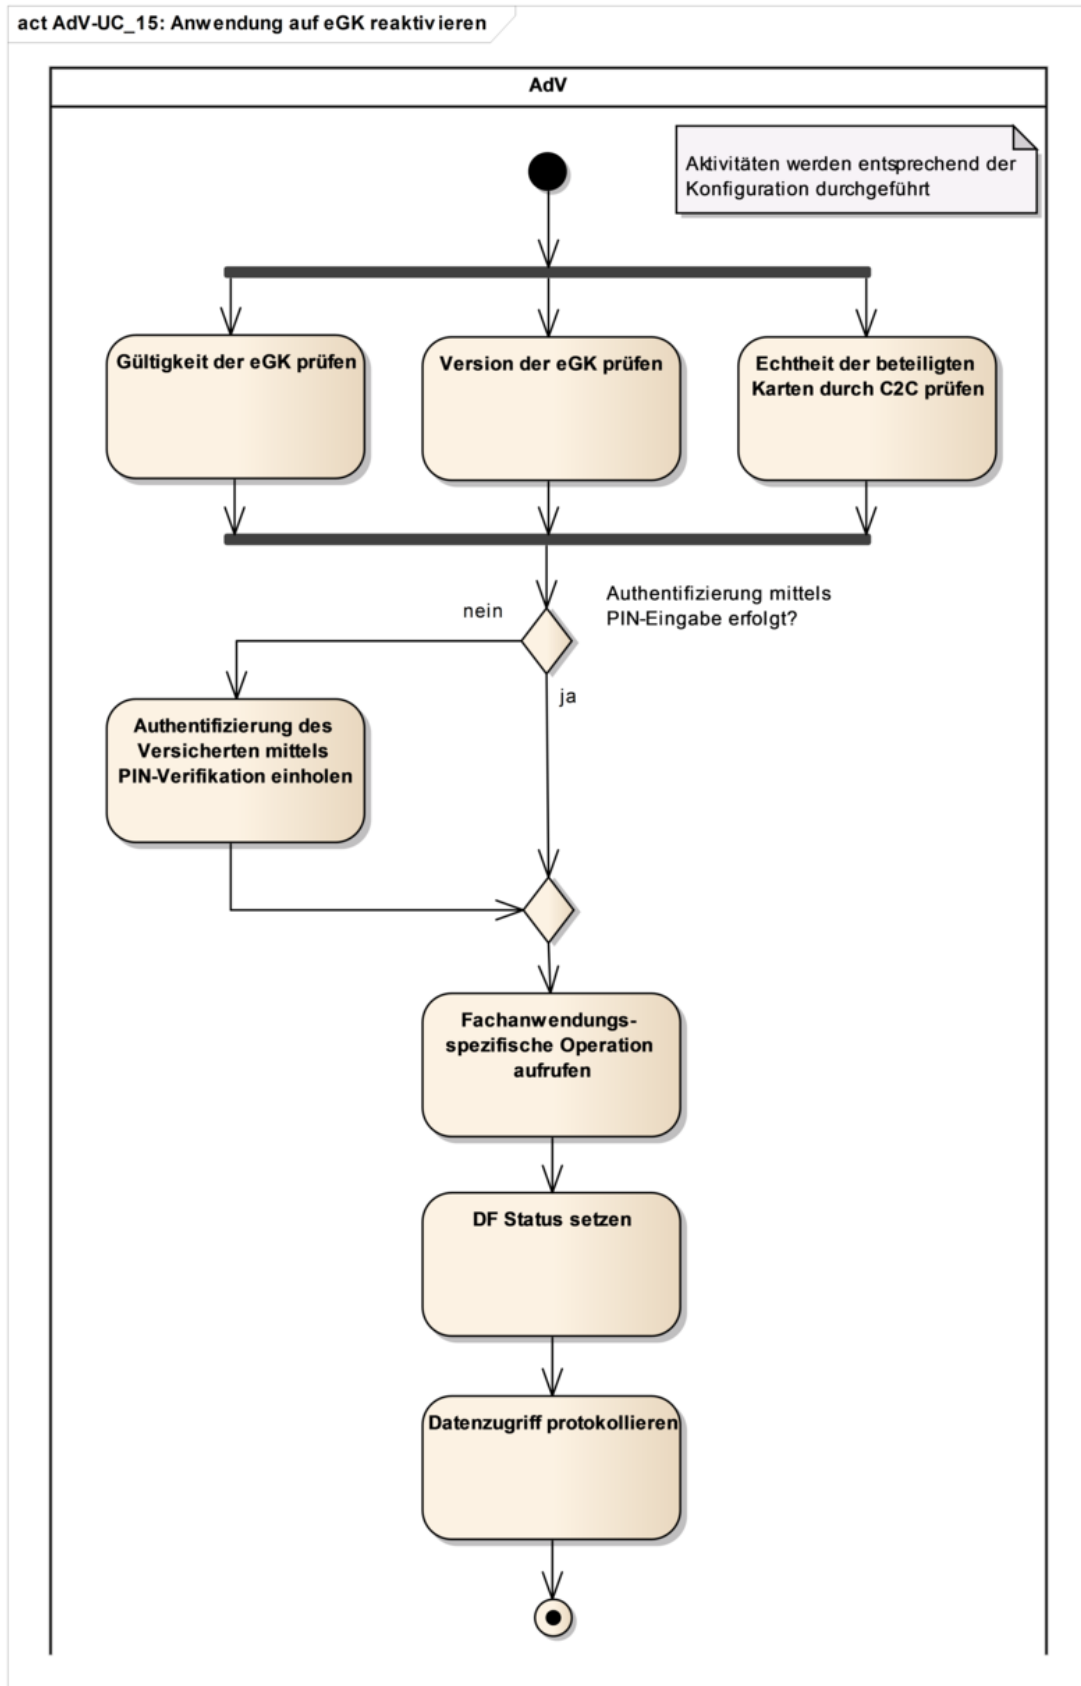 act AdV-UC_15: Anwendung auf eGK reaktivieren
AdV
Aktivitäten werden entsprechend der
Konfiguration durchgeführt
Gültigkeit der eGK prüfen
Version der eGK prüfen
Echtheit der beteiligten
Karten durch C2C prüfen
Authentifizierung mittels
PIN-Eingabe erfolgt?
nein
ja
Authentifizierung des
Versicherten mittels
PIN-Verifikation einholen
Fachanwendungs-
spezifische Operation
aufrufen
DF Status setzen
Datenzugriff protokollieren